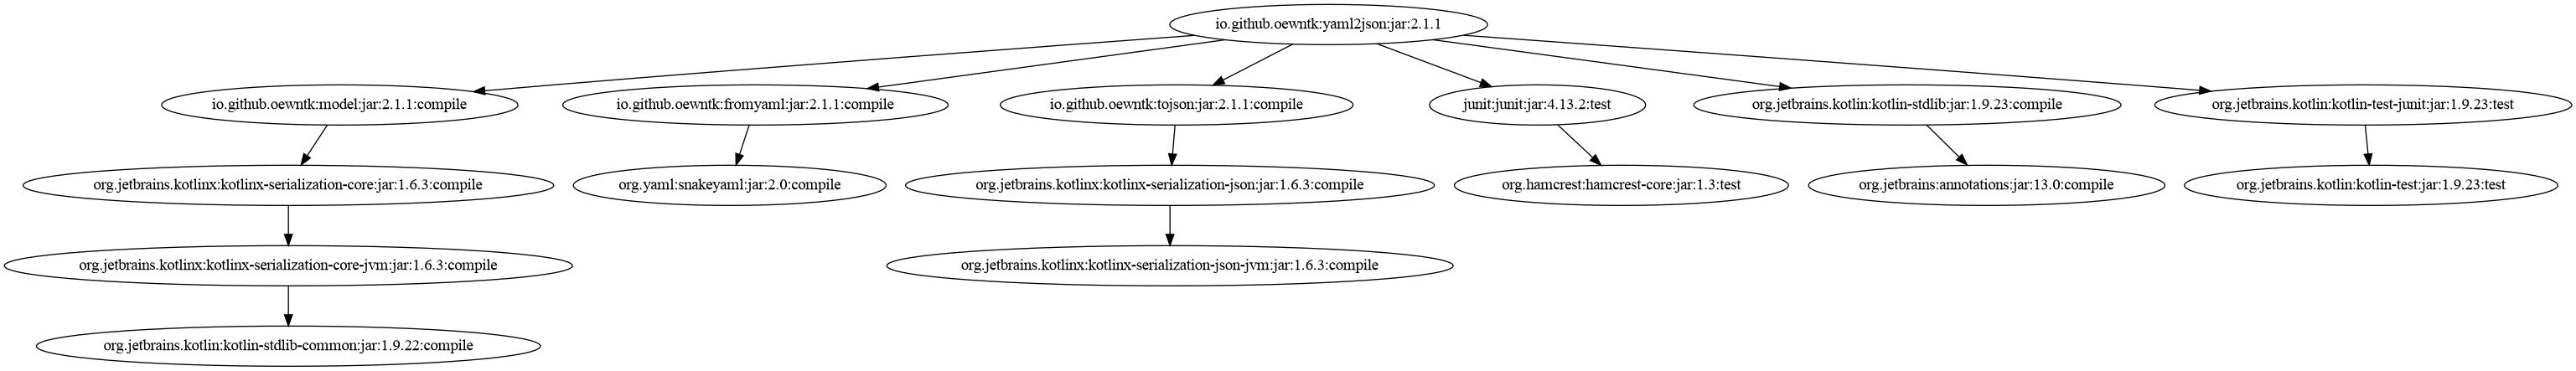 io.github.oewntk:yaml2json:jar:2.1.1
io.github.oewntk:model:jar:2.1.1:compile
io.github.oewntk:fromyaml:jar:2.1.1:compile
io.github.oewntk:tojson:jar:2.1.1:compile
junit:junit:jar:4.13.2:test
org.jetbrains.kotlin:kotlin-stdlib:jar:1.9.23:compile
org.jetbrains.kotlin:kotlin-test-junit:jar:1.9.23:test
org.jetbrains.kotlinx:kotlinx-serialization-core:jar:1.6.3:compile
org.yaml:snakeyaml:jar:2.0:compile
org.jetbrains.kotlinx:kotlinx-serialization-json:jar:1.6.3:compile
org.hamcrest:hamcrest-core:jar:1.3:test
org.jetbrains:annotations:jar:13.0:compile
org.jetbrains.kotlin:kotlin-test:jar:1.9.23:test
org.jetbrains.kotlinx:kotlinx-serialization-core-jvm:jar:1.6.3:compile
org.jetbrains.kotlinx:kotlinx-serialization-json-jvm:jar:1.6.3:compile
org.jetbrains.kotlin:kotlin-stdlib-common:jar:1.9.22:compile